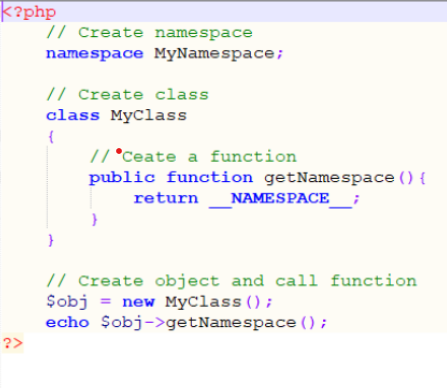 <?php
// Create namespace
namespace MyNamespace;
// Create class
class MyClass
{
// Ceate a function
public function getNamespace(){
return __NAMESPACE__;
}
}
// Create object and call function
$obj = new MyClass();
echo $obj->getNamespace();
?>